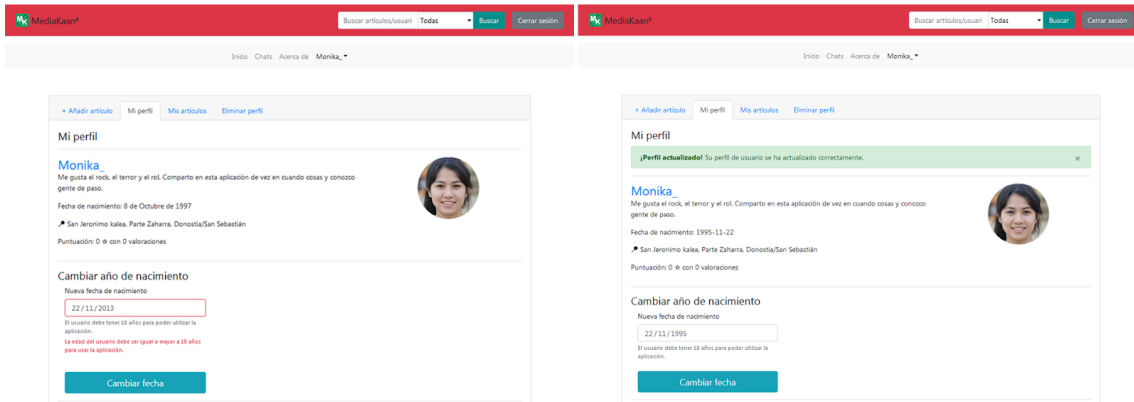 MK MediaKaan®
Buscar artículos/usuari
Todas
Buscar
Cerrar sesión
Inicio Chats Acerca de Monika_
+ Añadir artículo
Mi perfil
Mis artículos
Eliminar perfil
Mi perfil
Monika_
Me gusta el rock, el terror y el rol. Comparto en esta aplicación de vez en cuando cosas y conozco
gente de paso.
Fecha de nacimiento: 8 de Octubre de 1997
San Jeronimo kalea, Parte Zaharra, Donostia/San Sebastián
Puntuación: 0 ☆ con 0 valoraciones
Cambiar año de nacimiento
Nueva fecha de nacimiento
22/11/2013
El usuario debe tener 18 años para poder utilizar la
aplicación.
La edad del usuario debe ser igual o mayor a 18 años
para usar la aplicación.
Cambiar fecha
MK MediaKaan®
Buscar artículos/usuari
Todas
Buscar
Cerrar sesión
Inicio Chats Acerca de Monika_
+ Añadir artículo
Mi perfil
Mis artículos
Eliminar perfil
Mi perfil
¡Perfil actualizado! Su perfil de usuario se ha actualizado correctamente. ×
Monika_
Me gusta el rock, el terror y el rol. Comparto en esta aplicación de vez en cuando cosas y conozco
gente de paso.
Fecha de nacimiento: 1995-11-22
San Jeronimo kalea, Parte Zaharra, Donostia/San Sebastián
Puntuación: 0 ☆ con 0 valoraciones
Cambiar año de nacimiento
Nueva fecha de nacimiento
22/11/1995
El usuario debe tener 18 años para poder utilizar la
aplicación.
Cambiar fecha